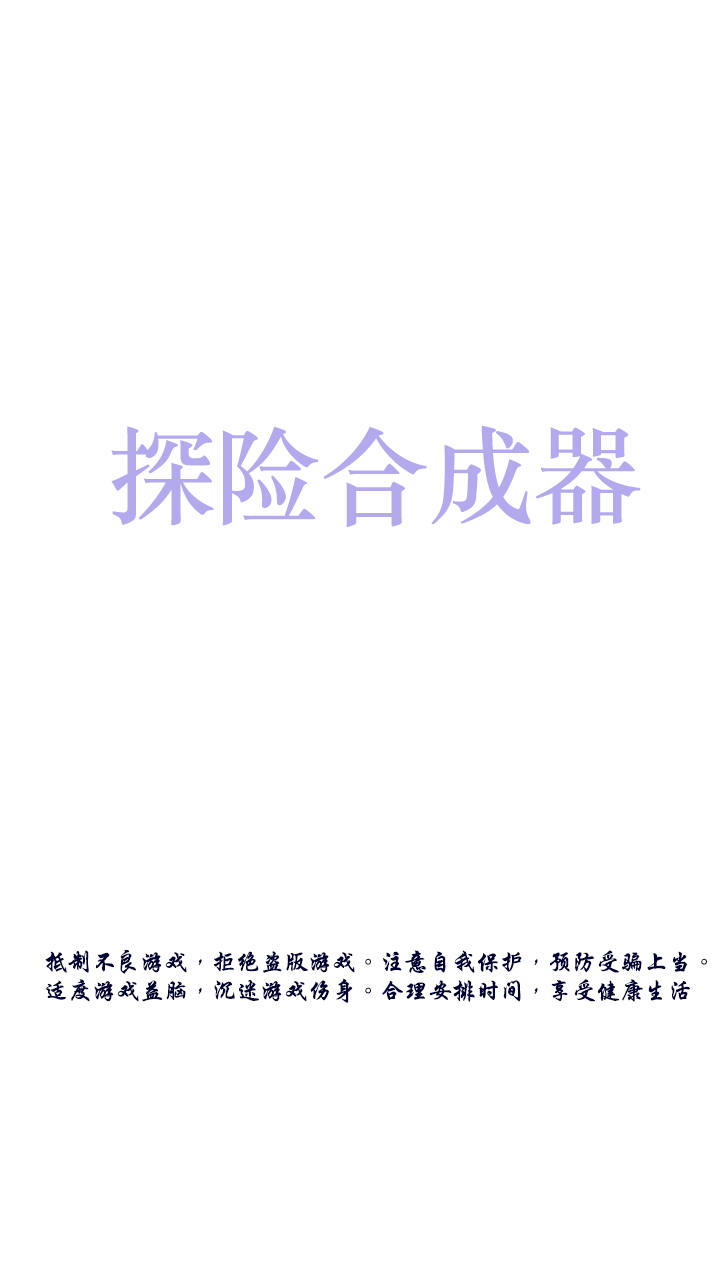 探险合成器
抵制不良游戏，拒绝盗版游戏。注意自我保护，预防受骗上当。
适度游戏益脑，沉迷游戏伤身。合理安排时间，享受健康生活